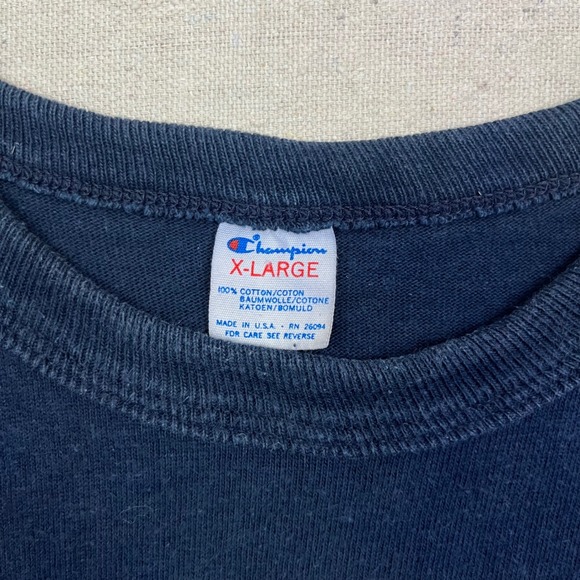 Champion
X-LARGE
100% COTTON/COTON
BAUMWOLLE/COTONE
KATOEN/BOMULD
MADE IN U.S.A. • RN 26094
FOR CARE SEE REVERSE